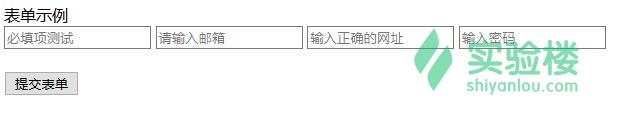 表单示例
必填项测试 请输入邮箱 输入正确的网址 输入密码
提交表单
实验楼
shiyanlou.com